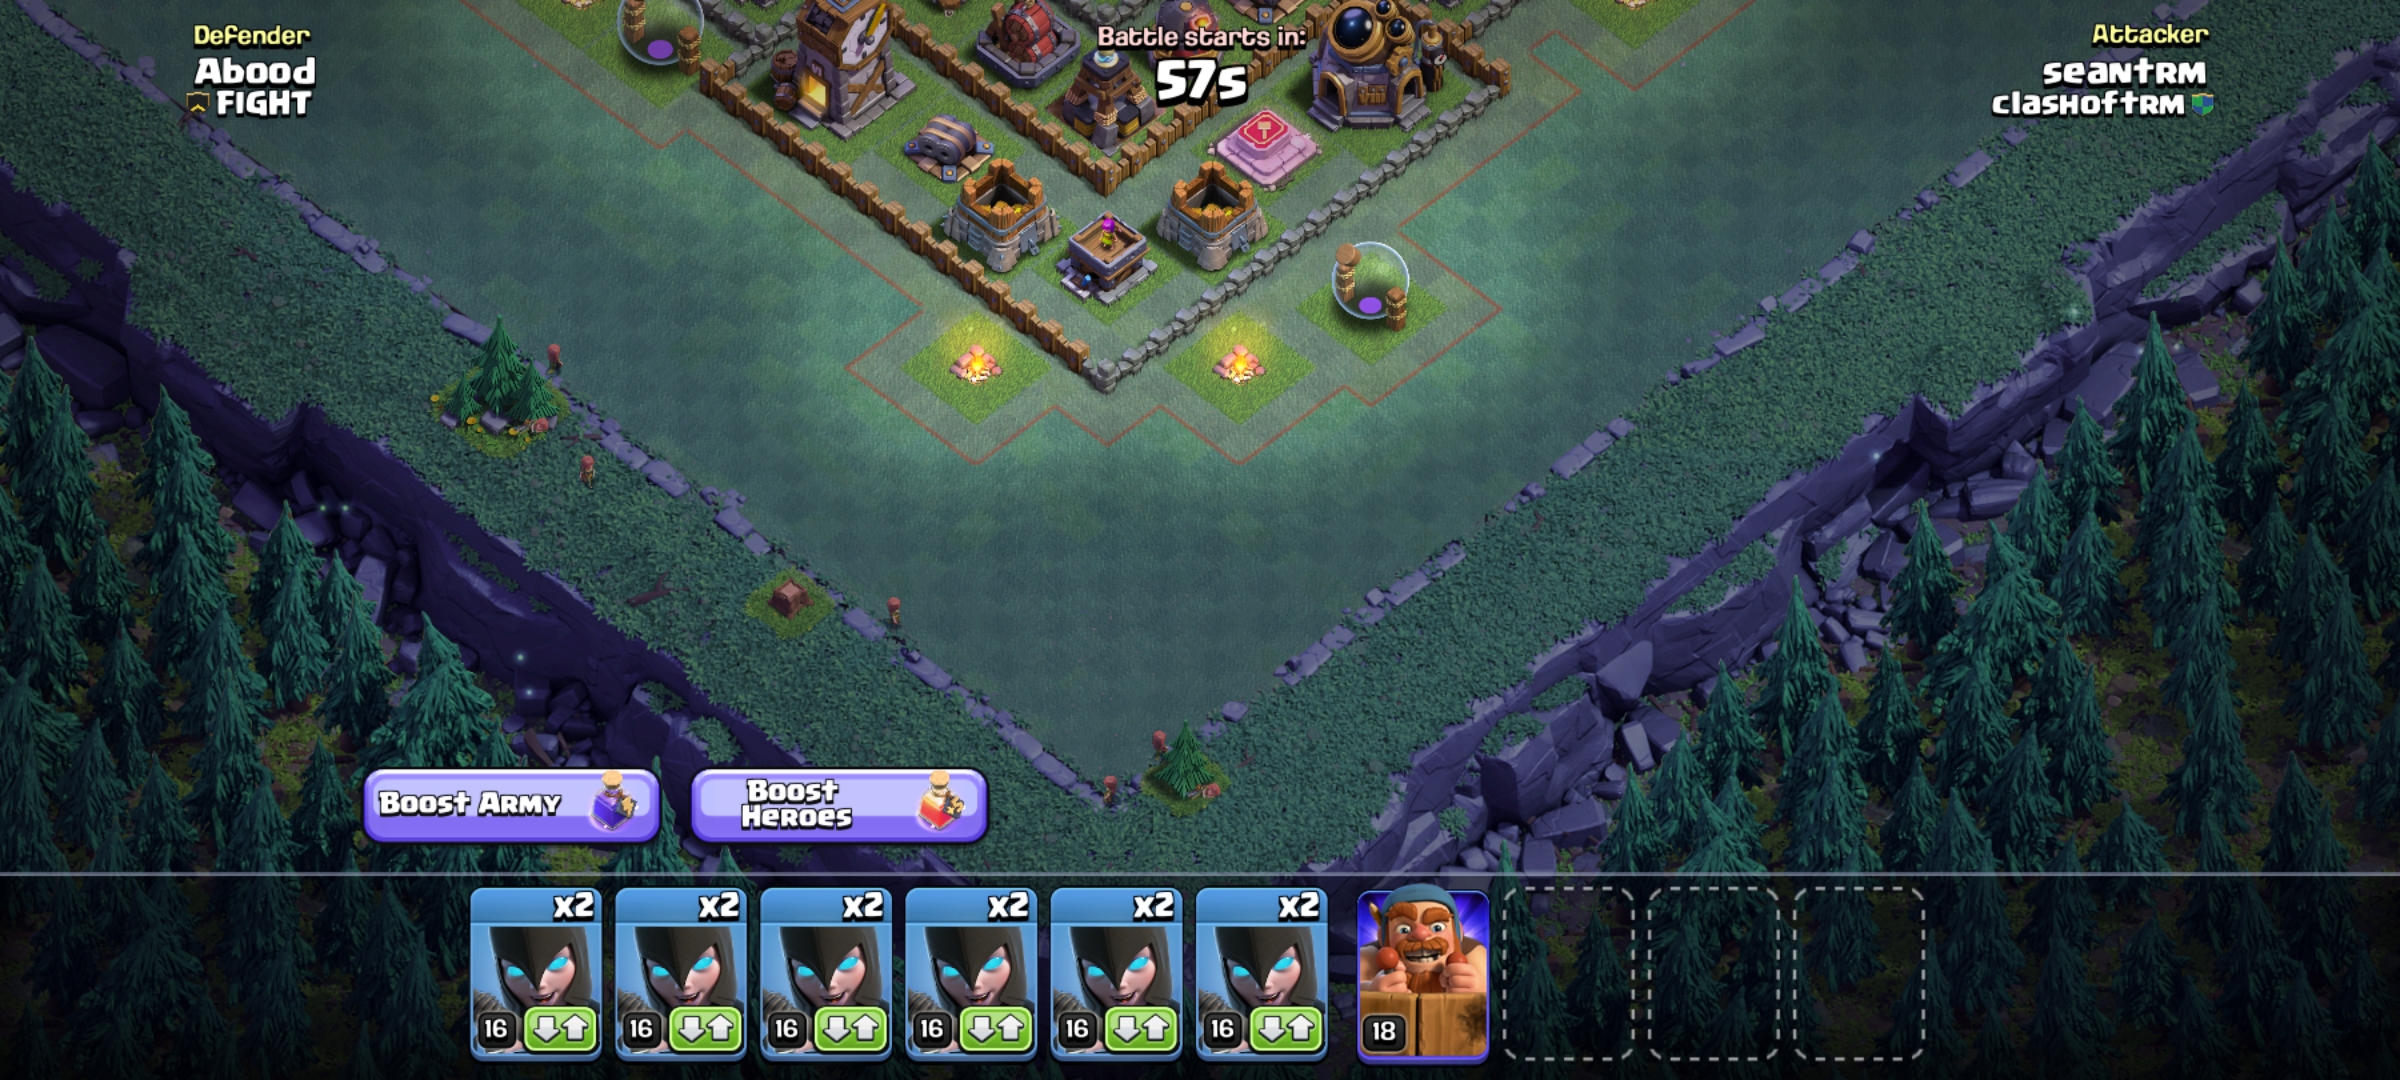 Defender
Abood
FIGHT
Battle starts in:
57s
Attacker
seantRM
clashoftRM
Boost Army
Boost
Heroes
x2 x2 x2 x2 x2 x2
16 16 16 16 16 16 18